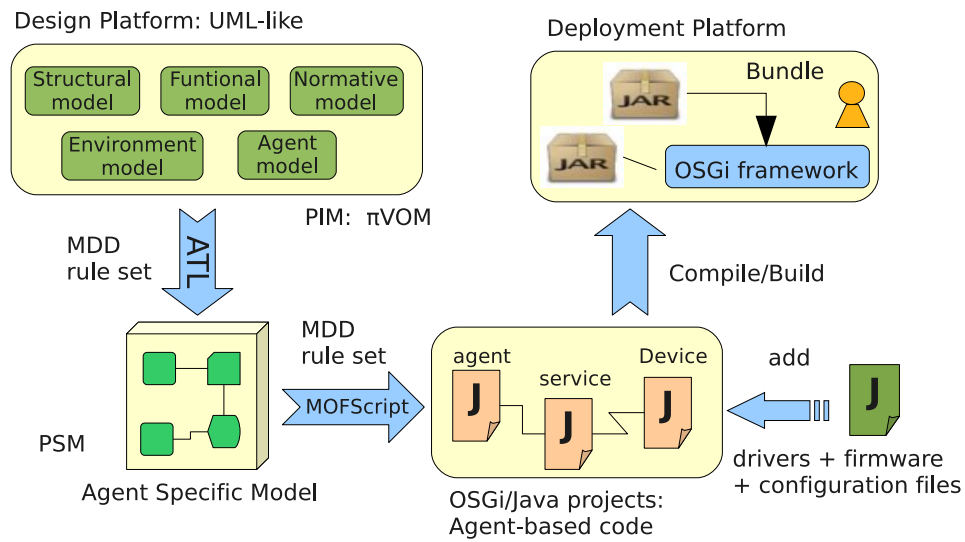 Design Platform: UML-like
Structural
model
Funtional
model
Normative
model
Environment
model
Agent
model
PIM: πVOM
MDD
rule set
ATL
PSM
Agent Specific Model
MDD
rule set
MOFScript
agent
J
service
J
Device
J
OSGi/Java projects:
Agent-based code
add
J
drivers + firmware
+ configuration files
Compile/Build
Deployment Platform
Bundle
JAR
JAR
OSGi framework